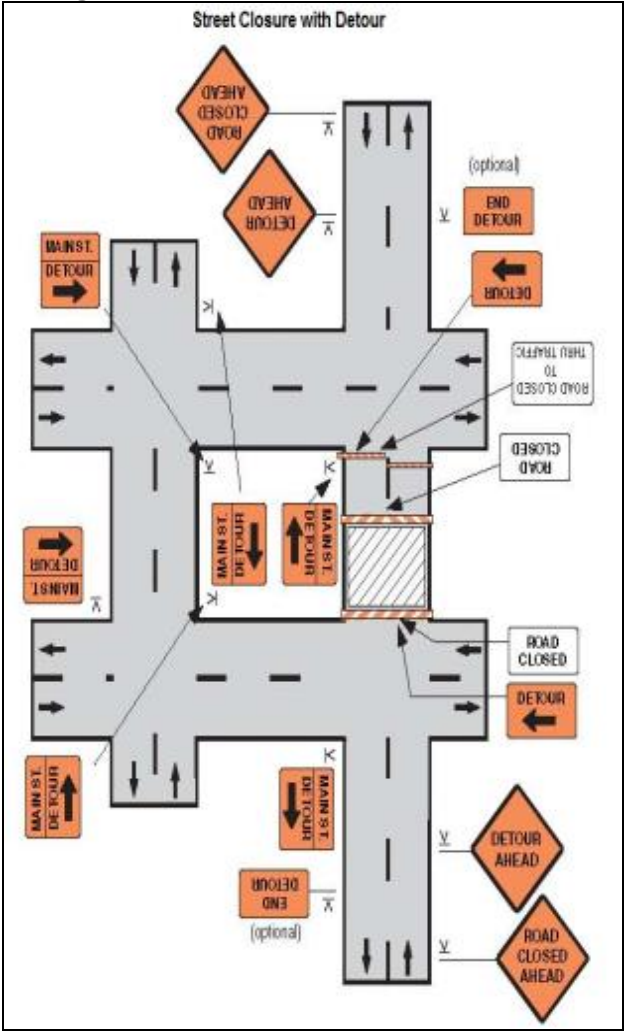 Street Closure with Detour
ROAD
CLOSED
AHEAD
DETOUR
AHEAD
(optional)
END
DETOUR
MAIN ST.
DETOUR
DETOUR
ROAD CLOSED
TO
THRU TRAFFIC
ROAD
CLOSED
MAIN ST.
DETOUR
MAIN ST.
DETOUR
MAIN ST.
DETOUR
ROAD
CLOSED
DETOUR
MAIN ST.
DETOUR
MAIN ST.
DETOUR
DETOUR
AHEAD
END
DETOUR
(optional)
ROAD
CLOSED
AHEAD